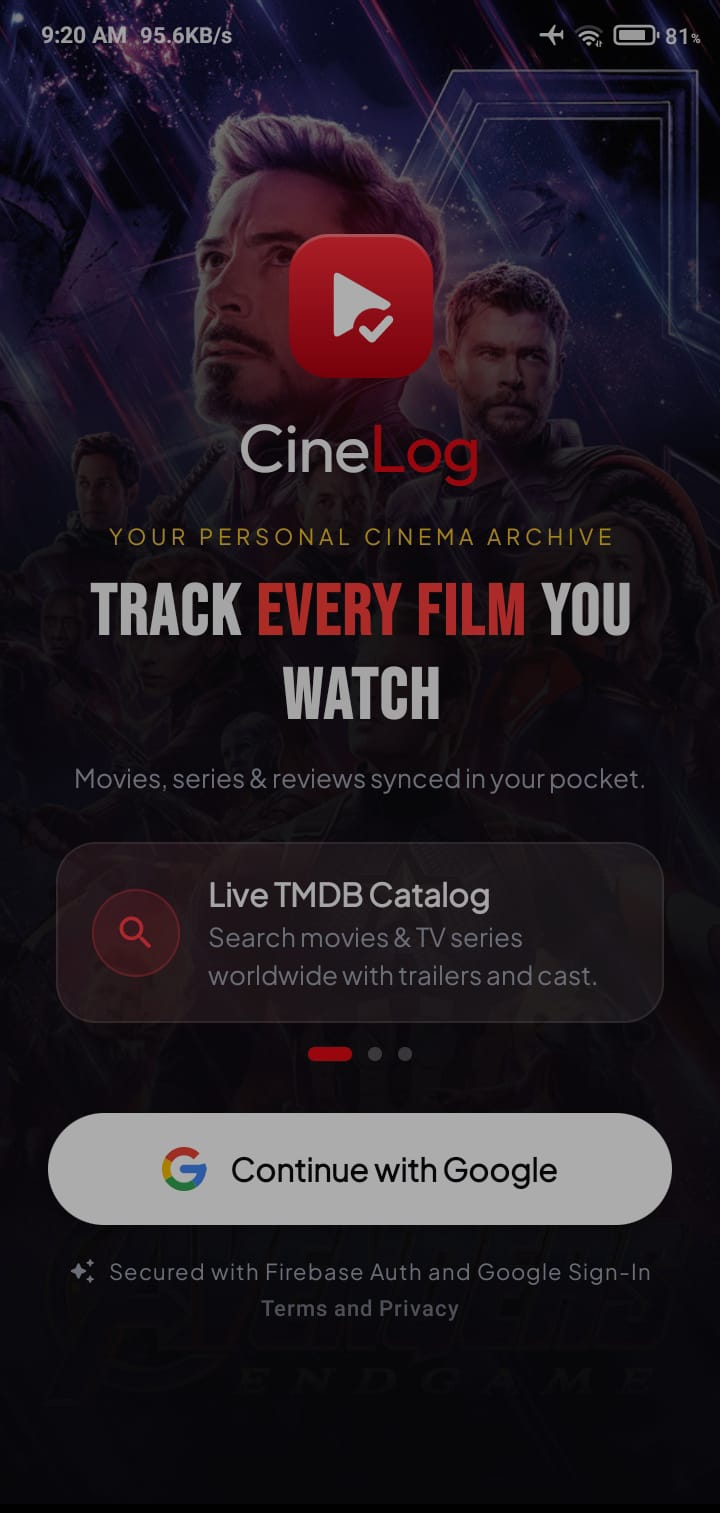 9:20 AM 95.6KB/s 81%
CineLog
YOUR PERSONAL CINEMA ARCHIVE
TRACK EVERY FILM YOU
WATCH
Movies, series & reviews synced in your pocket.
Live TMDB Catalog
Search movies & TV series
worldwide with trailers and cast.
Continue with Google
AVENGERS
Secured with Firebase Auth and Google Sign-In
Terms and Privacy
ENDGAME